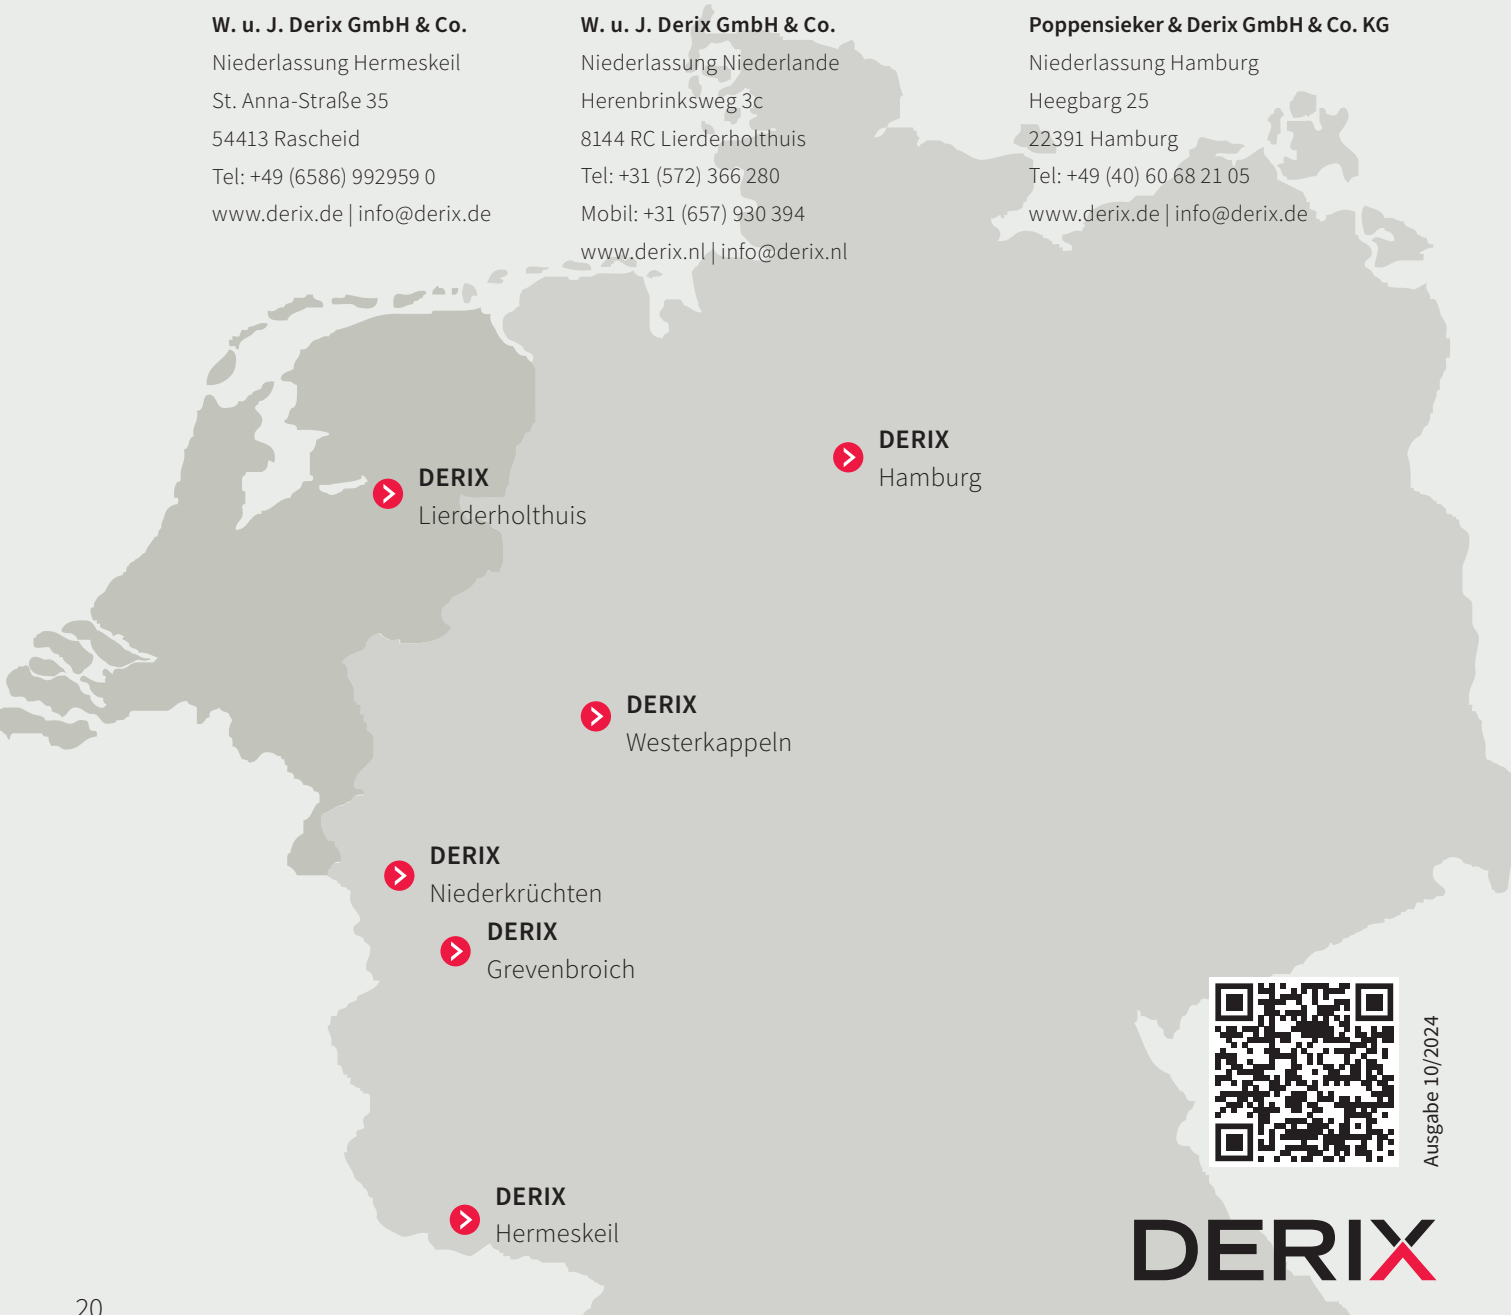 W. u. J. Derix GmbH & Co.
Niederlassung Hermeskeil
St. Anna-Straße 35
54413 Rascheid
Tel: +49 (6586) 992959 0
www.derix.de | info@derix.de
W. u. J. Derix GmbH & Co.
Niederlassung Niederlande
Herenbrinksweg 3c
8144 RC Lierderholthuis
Tel: +31 (572) 366 280
Mobil: +31 (657) 930 394
www.derix.nl | info@derix.nl
Poppensieker & Derix GmbH & Co. KG
Niederlassung Hamburg
Heegbarg 25
22391 Hamburg
Tel: +49 (40) 60 68 21 05
www.derix.de | info@derix.de
DERIX
Hamburg
DERIX
Lierderholthuis
DERIX
Westerkappeln
DERIX
Niederkrüchten
DERIX
Grevenbroich
DERIX
Hermeskeil
Ausgabe 10/2024
DERIX
20